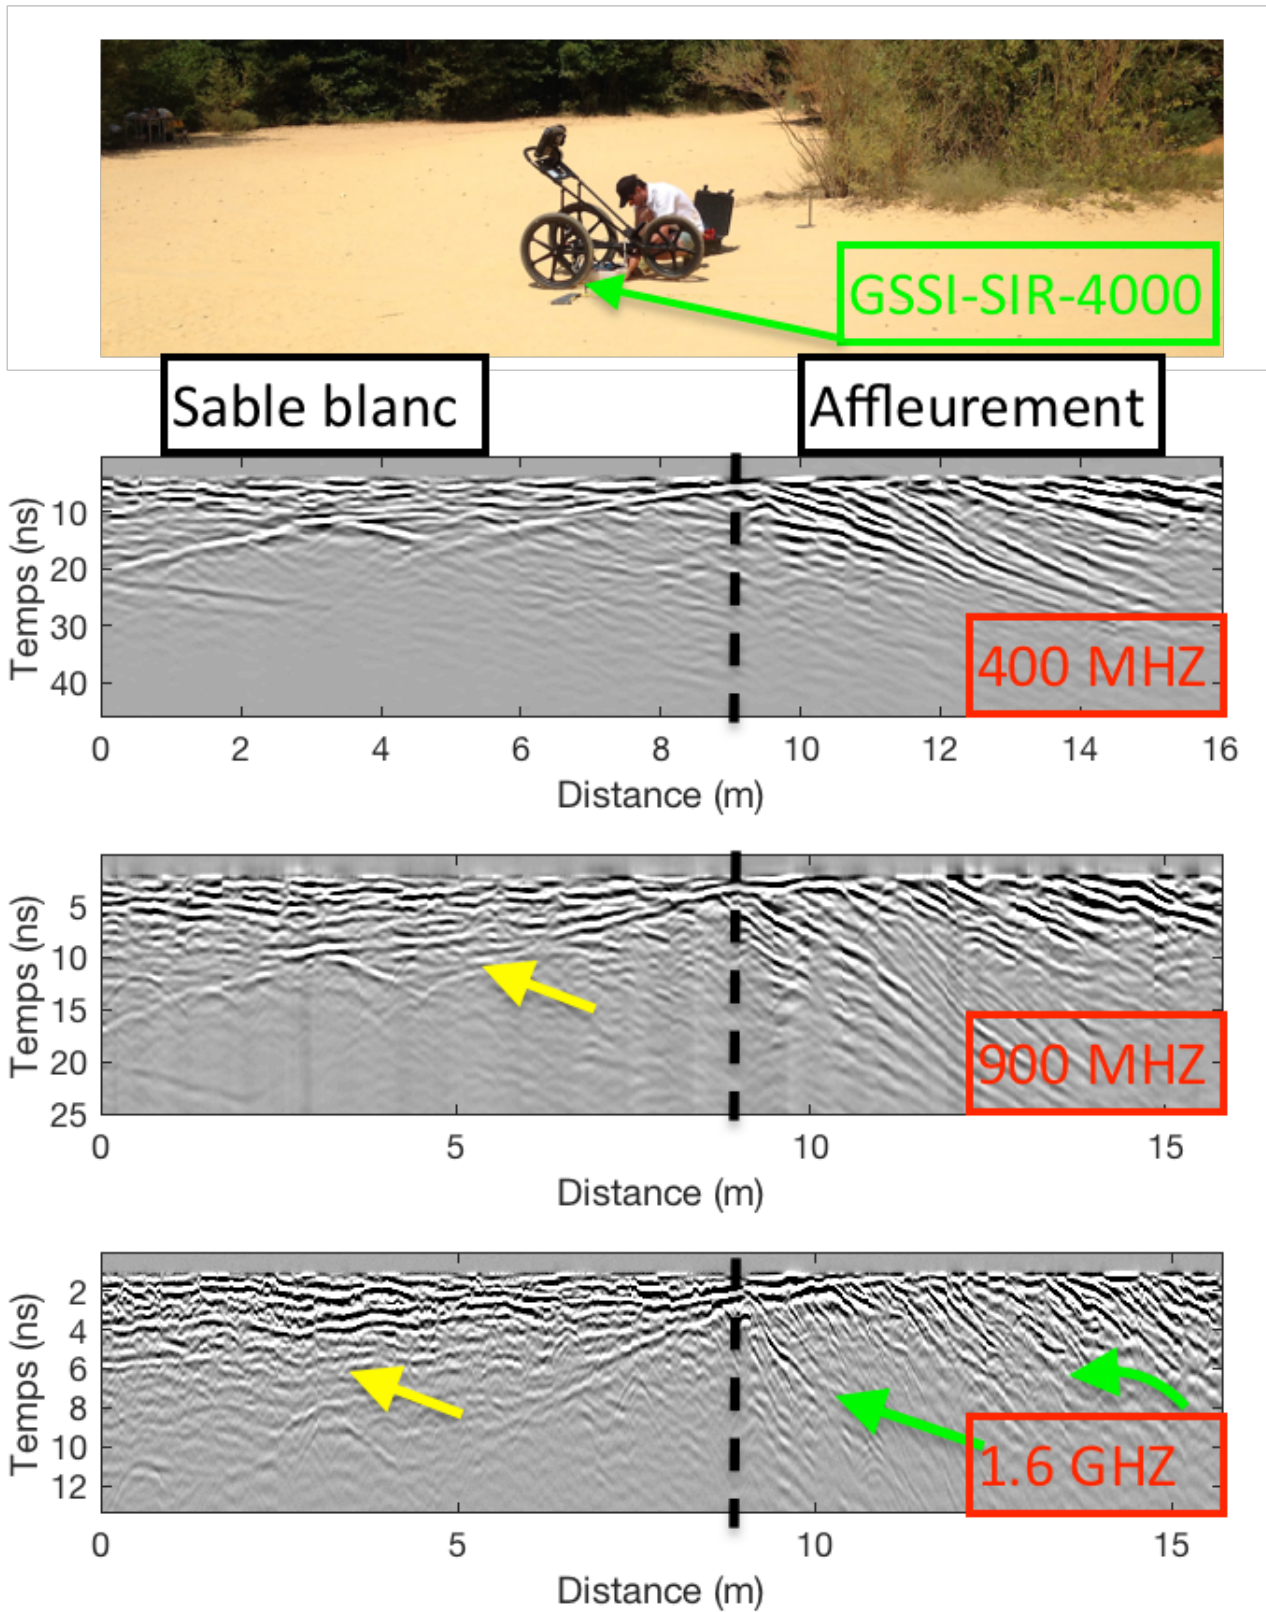 GSSI-SIR-4000
Sable blanc
Affleurement
Temps (ns)
10
20
30
40
400 MHZ
0 2 4 6 8 10 12 14 16
Distance (m)
Temps (ns)
5
10
15
20
25
900 MHZ
0 5 10 15
Distance (m)
Temps (ns)
2
4
6
8
10
12
1.6 GHZ
0 5 10 15
Distance (m)